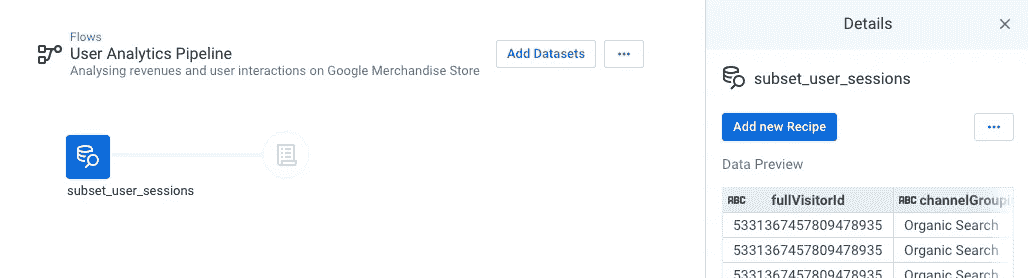 Flows
User Analytics Pipeline
Analysing revenues and user interactions on Google Merchandise Store
Add Datasets
...
subset_user_sessions
Details
subset_user_sessions
Add new Recipe
...
Data Preview
ABC fullVisitorId ABC channelGroupi
5331367457809478935 Organic Search
5331367457809478935 Organic Search
5331367457809478935 Organic Search